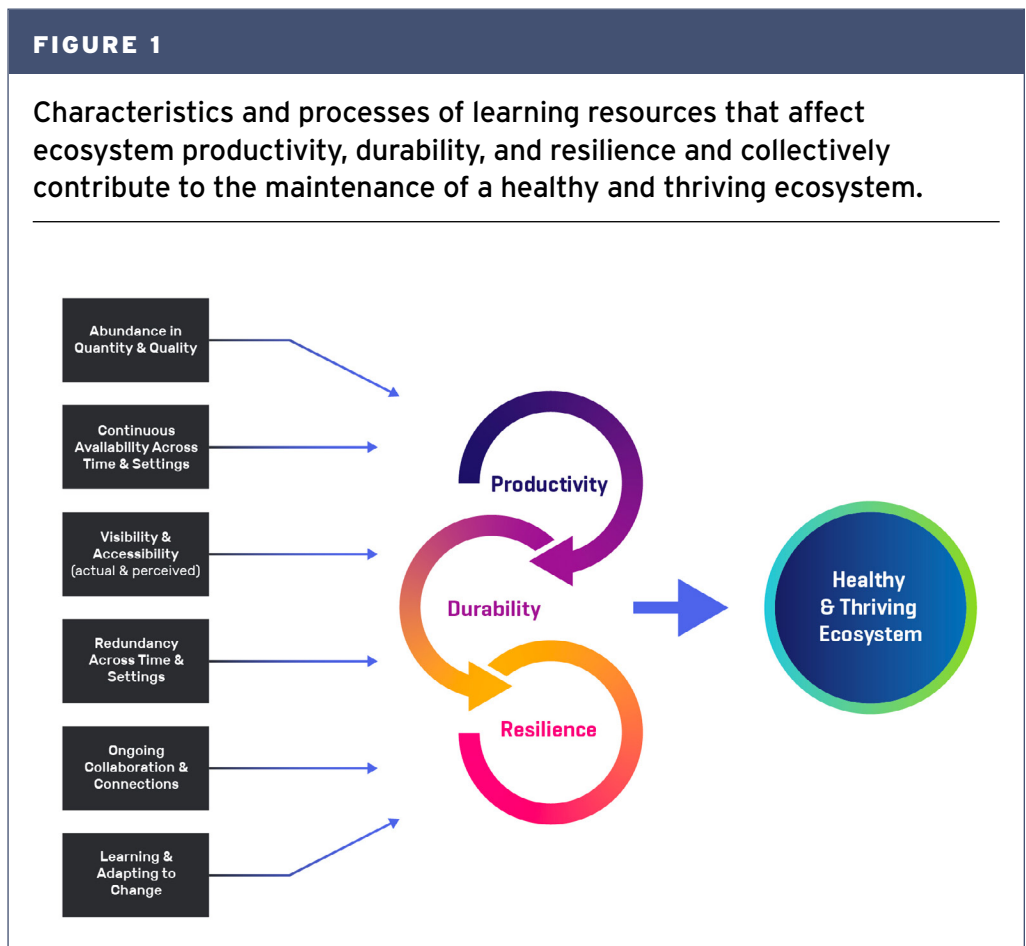 FIGURE 1
Characteristics and processes of learning resources that affect
ecosystem productivity, durability, and resilience and collectively
contribute to the maintenance of a healthy and thriving ecosystem.
Abundance in
Quantity & Quality
Continuous
Availability Across
Time & Settings
Visibility &
Accessibility
(actual & perceived)
Redundancy
Across Time &
Settings
Ongoing
Collaboration &
Connections
Learning &
Adapting to
Change
Productivity
Durability
Resilience
Healthy
& Thriving
Ecosystem